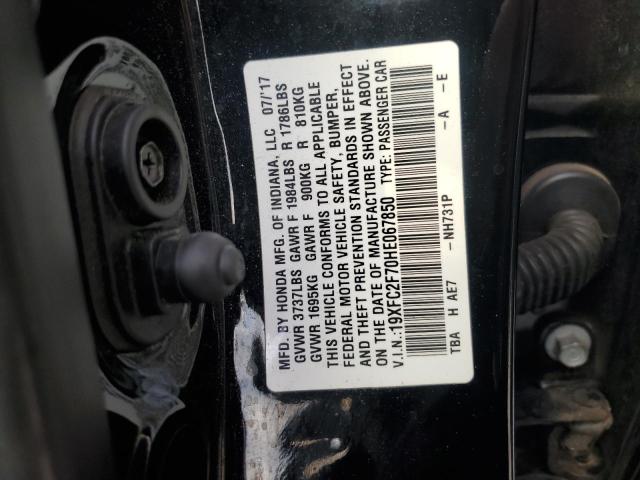 MFD. BY HONDA MFG. OF INDIANA, LLC 07/'17
GVWR 3737LBS GAWR F 1984LBS R 1786LBS
GVWR 1695KG GAWR F 900KG R 810KG
THIS VEHICLE CONFORMS TO ALL APPLICABLE
FEDERAL MOTOR VEHICLE SAFETY, BUMPER,
AND THEFT PREVENTION STANDARDS IN EFFECT
ON THE DATE OF MANUFACTURE SHOWN ABOVE.
V.I.N.:19XFC2F70HE067850 TYPE: PASSENGER CAR
TBA H AE7 -NH731P -A -E